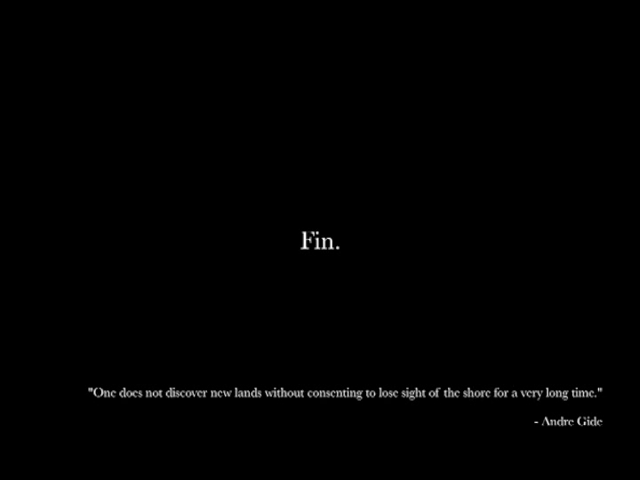 Fin.
"One does not discover new lands without consenting to lose sight of the shore for a very long time."
- Andre Gide